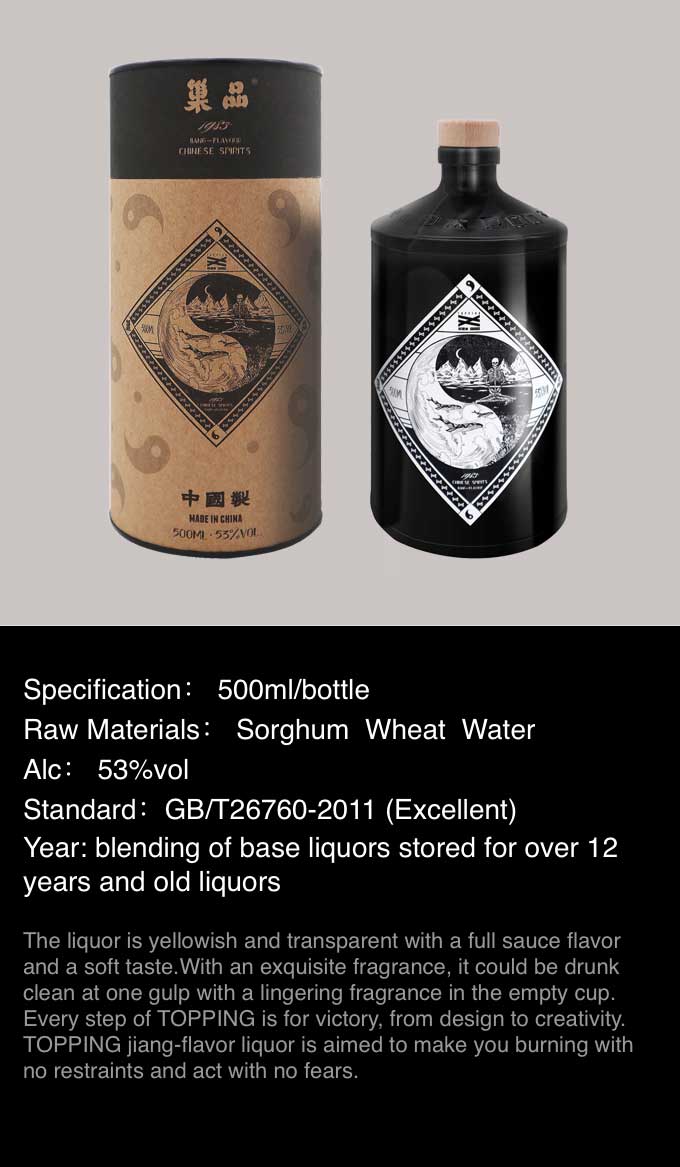 巢品
1983
JIANG-FLAVOUR
CHINESE SPIRITS
500ML
53%VOL
1983
CHINESE SPIRITS
中國製
MADE IN CHINA
500ML·53%VOL
500ML
53%VOL
1983
CHINESE SPIRITS
Specification： 500ml/bottle
Raw Materials： Sorghum Wheat Water
Alc： 53%vol
Standard：GB/T26760-2011 (Excellent)
Year: blending of base liquors stored for over 12
years and old liquors
The liquor is yellowish and transparent with a full sauce flavor
and a soft taste.With an exquisite fragrance, it could be drunk
clean at one gulp with a lingering fragrance in the empty cup.
Every step of TOPPING is for victory, from design to creativity.
TOPPING jiang-flavor liquor is aimed to make you burning with
no restraints and act with no fears.